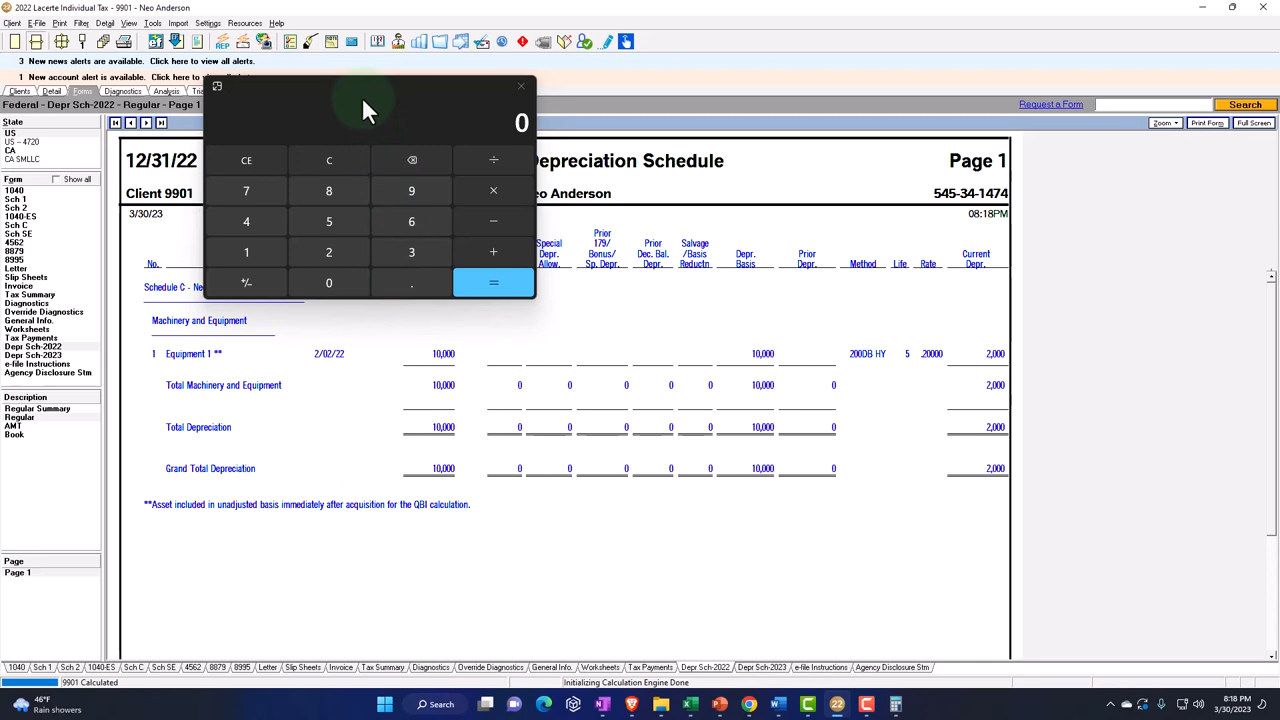 2022 Lacerte Individual Tax - 9901 - Neo Anderson
Client E-File Print Filter Detail View Tools Import Settings Resources Help
3 New news alerts are available. Click here to view all alerts.
1 New account alert is available. Click here to view all alerts.
Clients Detail Forms Diagnostics Analysis
Federal - Depr Sch-2022 - Regular - Page 1
Request a Form Search
State
US
US - 4720
CA
CA SMLLC
Form Show all
1040
Sch 1
Sch 2
1040-ES
Sch C
Sch SE
4562
8879
8995
Letter
Slip Sheets
Invoice
Tax Summary
Diagnostics
Override Diagnostics
General Info.
Worksheets
Tax Payments
Depr Sch-2022
Depr Sch-2023
e-file Instructions
Agency Disclosure Stm
Description
Regular Summary
Regular
AMT
Book
Page
Page 1
Zoom Print Form Full Screen
0
CE C ÷
7 8 9 ×
4 5 6 −
1 2 3 +
+/− 0 . =
12/31/22 Depreciation Schedule Page 1
Client 9901 Anderson 545-34-1474
3/30/23 08:18PM
No. Special Depr. Allow. Prior 179/ Bonus/ Sp. Depr. Prior Dec. Bal. Depr. Salvage /Basis Reductn Depr. Basis Prior Depr. Method Life Rate Current Depr.
Schedule C -
Machinery and Equipment
1 Equipment 1 ** 2/02/22 10,000 10,000 200DB HY 5 .20000 2,000
Total Machinery and Equipment 10,000 0 0 0 0 0 10,000 0 2,000
Total Depreciation 10,000 0 0 0 0 0 10,000 0 2,000
Grand Total Depreciation 10,000 0 0 0 0 0 10,000 0 2,000
**Asset included in unadjusted basis immediately after acquisition for the QBI calculation.
1040 Sch 1 Sch 2 1040-ES Sch C Sch SE 4562 8879 8995 Letter Slip Sheets Invoice Tax Summary Diagnostics Override Diagnostics General Info. Worksheets Tax Payments Depr Sch-2022 Depr Sch-2023 e-file Instructions Agency Disclosure Stm
9901 Calculated Initializing Calculation Engine Done
46°F
Rain showers
Search
8:18 PM
3/30/2023